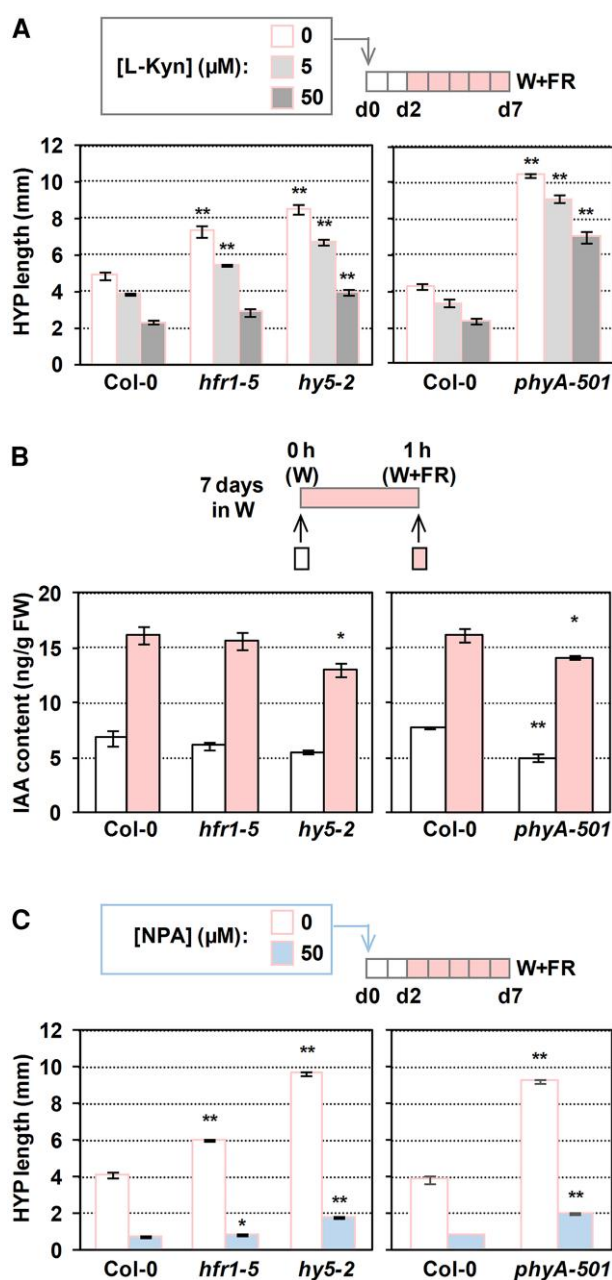 A
[L-Kyn] (µM):
0
5
50
W+FR
d0 d2 d7
HYP length (mm)
12
10
8
6
4
2
0
** ** ** ** **
** ** **
Col-0 hfr1-5 hy5-2 Col-0 phyA-501
B
0 h (W)
1 h (W+FR)
7 days in W
IAA content (ng/g FW)
20
15
10
5
0
* ** *
Col-0 hfr1-5 hy5-2 Col-0 phyA-501
C
[NPA] (µM):
0
50
W+FR
d0 d2 d7
HYP length (mm)
12
10
8
6
4
2
0
** * ** ** ** **
Col-0 hfr1-5 hy5-2 Col-0 phyA-501